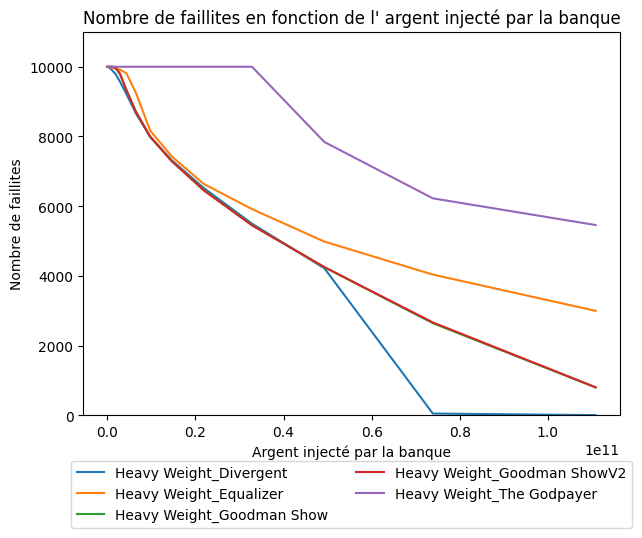 Nombre de faillites en fonction de l' argent injecté par la banque
Nombre de faillites
10000
8000
6000
4000
2000
0
0.0 0.2 0.4 0.6 0.8 1.0
1e11
Argent injecté par la banque
Heavy Weight_Divergent
Heavy Weight_Equalizer
Heavy Weight_Goodman Show
Heavy Weight_Goodman ShowV2
Heavy Weight_The Godpayer